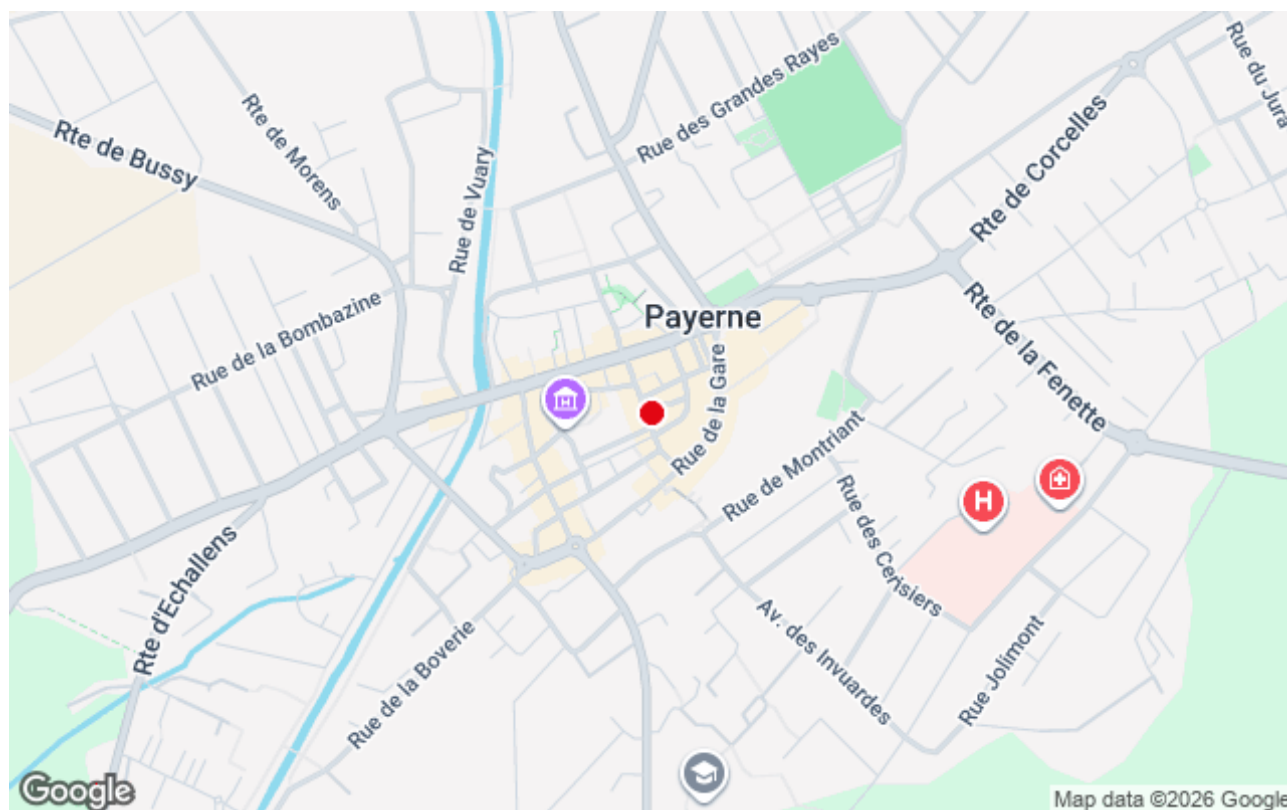 Rue des Grandes Rayes
Rue du Jura
Rte de Bussy
Rte de Morens
Rue de Vuary
Rte de Corcelles
Payerne
Rue de la Bombazine
Rte de la Fenette
Rue de la Gare
Rue de Montriant
H
Rue des Cerisiers
Rte d'Echallens
Rue de la Boverie
Av. des Invuardes
Rue Jolimont
Google
Map data ©2026 Google